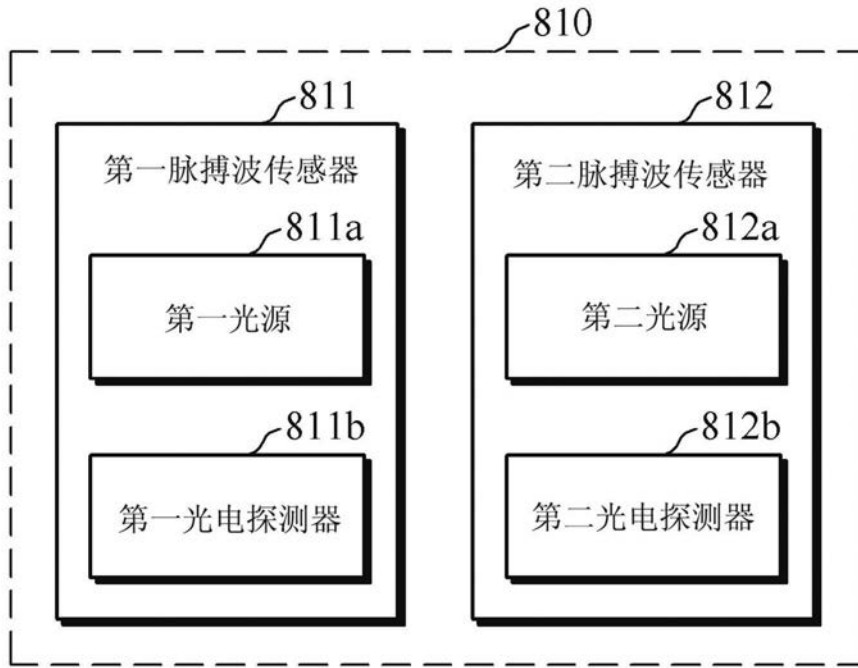 810
811
第一脉搏波传感器
811a
第一光源
811b
第一光电探测器
812
第二脉搏波传感器
812a
第二光源
812b
第二光电探测器